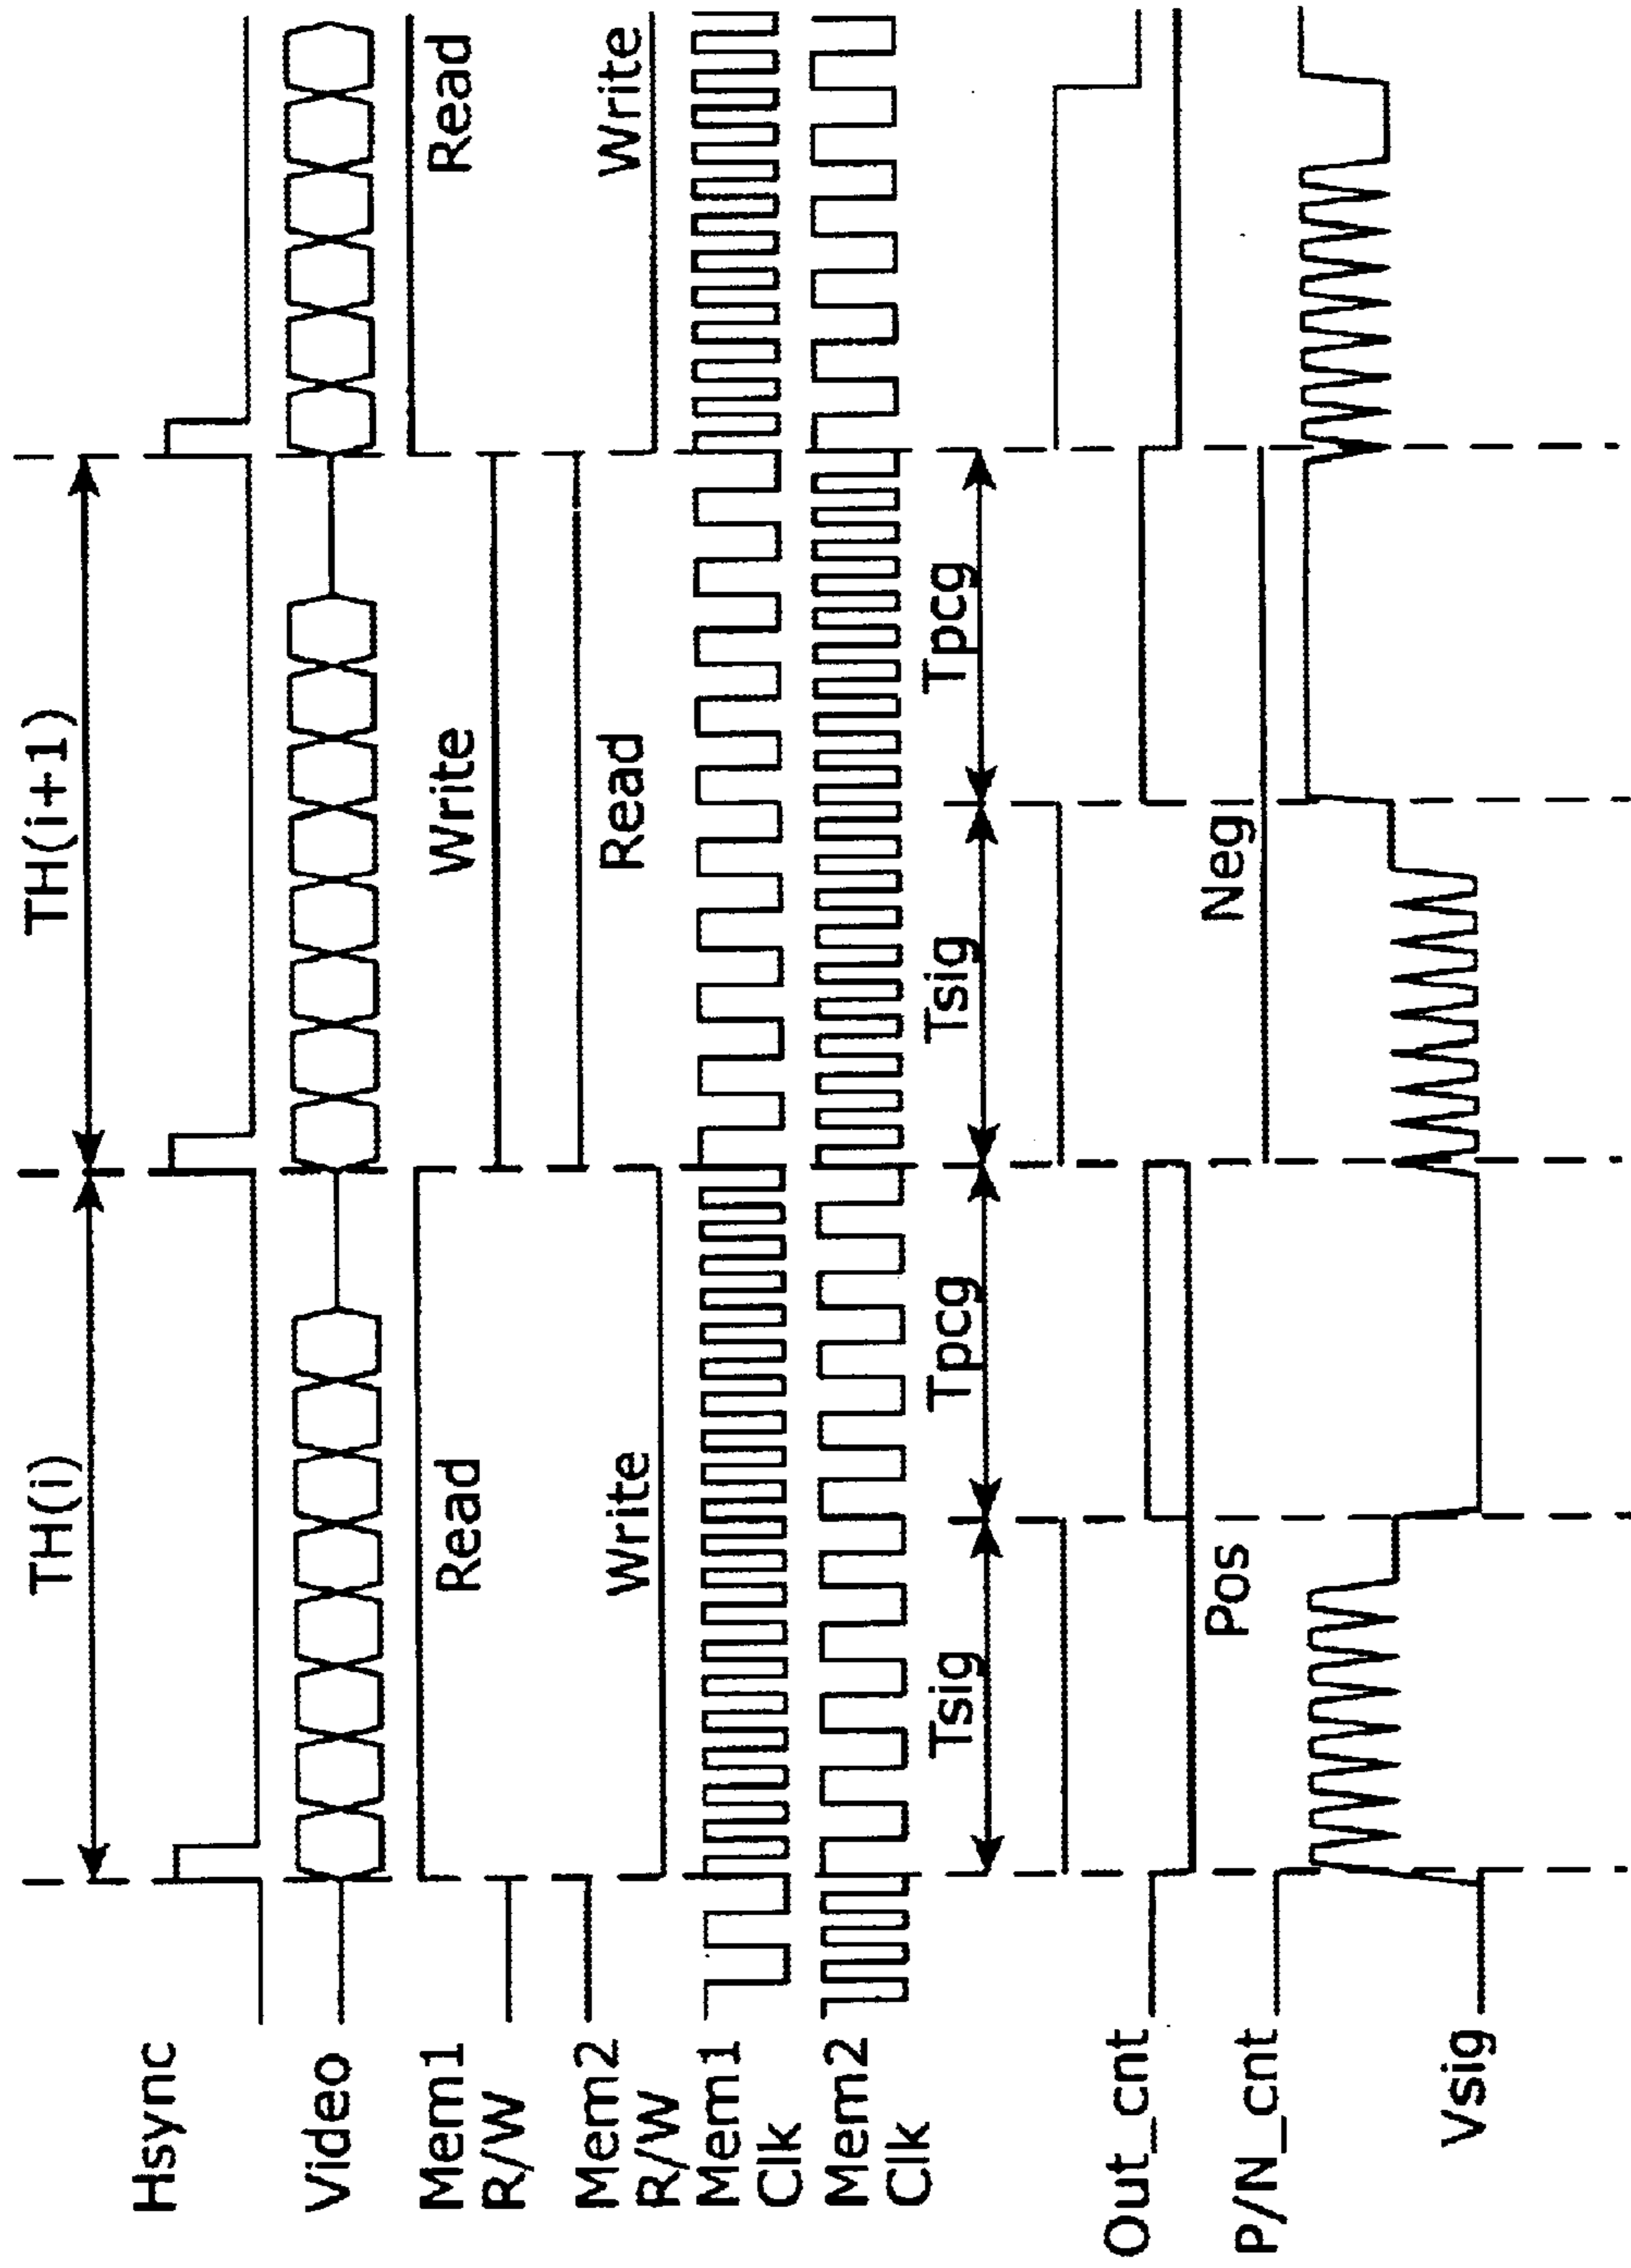 TH(i)
TH(i+1)
Hsync
Video
Mem1
R/W
Read
Write
Read
Mem2
R/W
Write
Read
Write
Mem1
Clk
Mem2
Clk
Tsig
Tpcg
Tsig
Tpcg
Out_cnt
P/N_cnt
Pos
Neg
Vsig